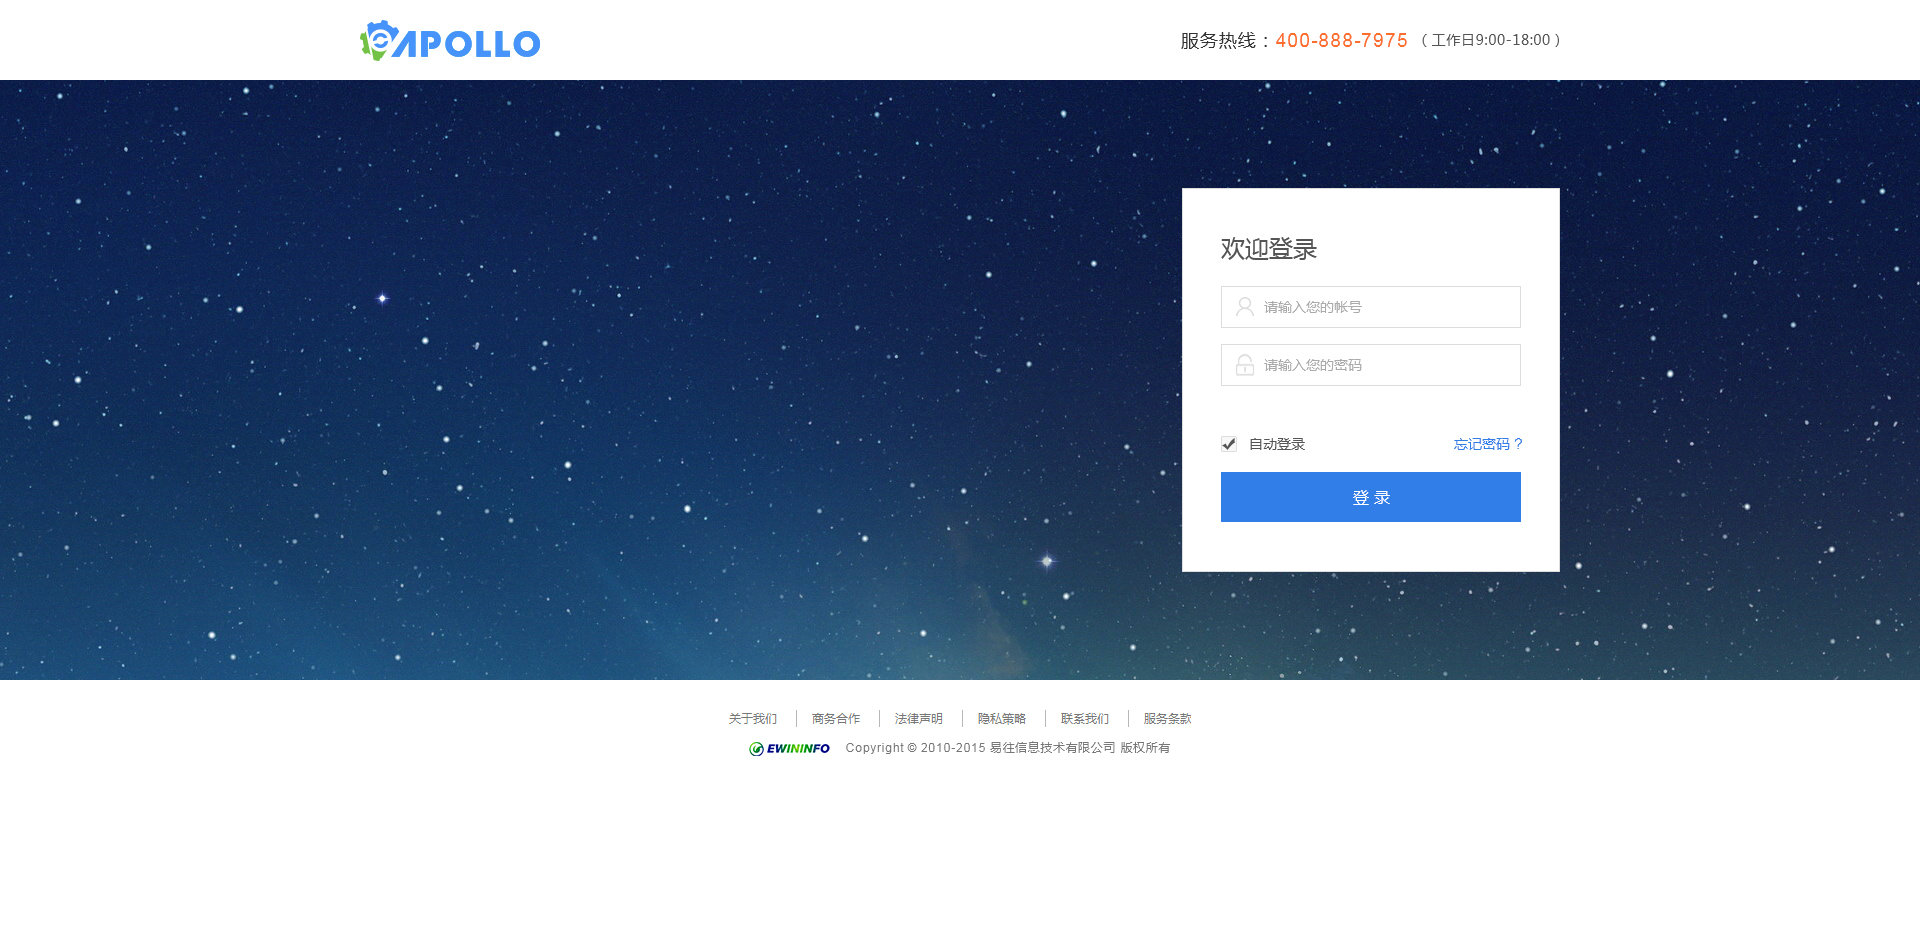 APOLLO
服务热线：400-888-7975 （ 工作日9:00-18:00 ）
欢迎登录
请输入您的帐号
请输入您的密码
自动登录 忘记密码？
登 录
关于我们 商务合作 法律声明 隐私策略 联系我们 服务条款
EWININFO Copyright © 2010-2015 易往信息技术有限公司 版权所有